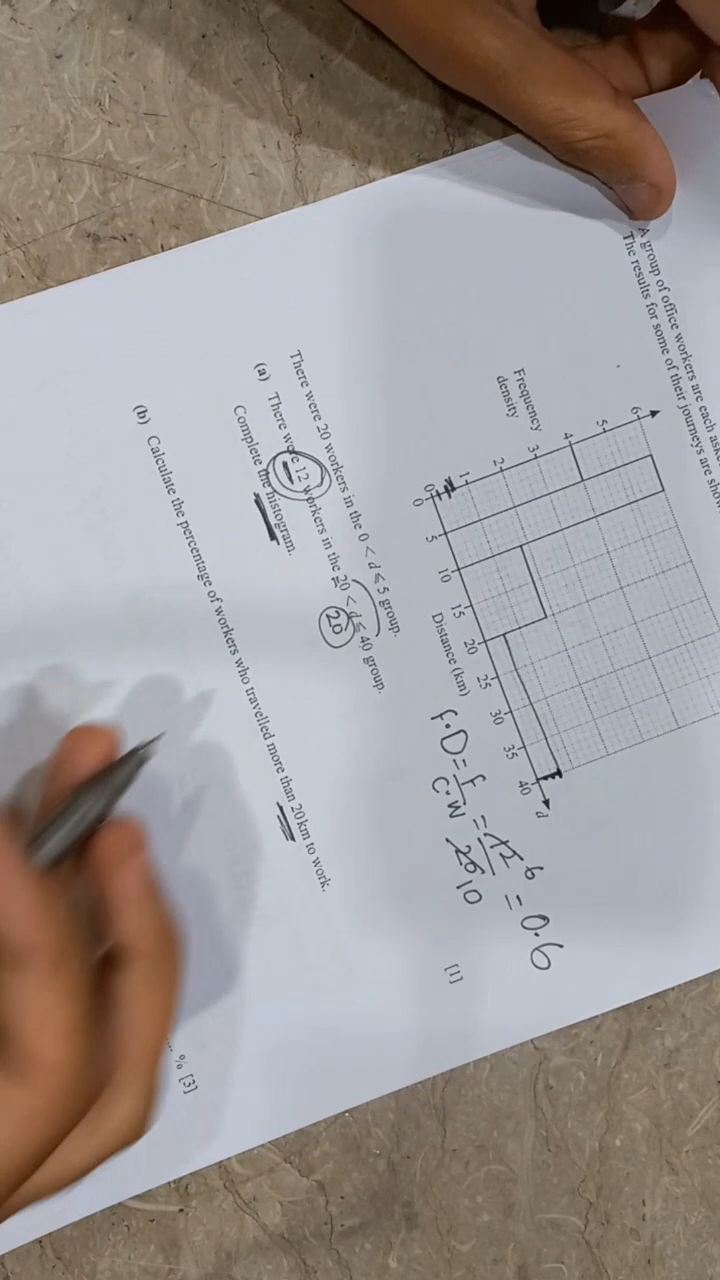 A group of office workers are each
The results for some of their journeys are
6
5
4
3
2
1
0
Frequency
density
0 5 10 15 20 25 30 35 40 d
Distance (km)
F.D = f/C.W = 12/20 6/10 = 0.6
[1]
There were 20 workers in the 0 < d ≤ 5 group.
(a) There were 12 workers in the 20 < d ≤ 40 group.
20
Complete the histogram.
(b) Calculate the percentage of workers who travelled more than 20 km to work.
% [3]